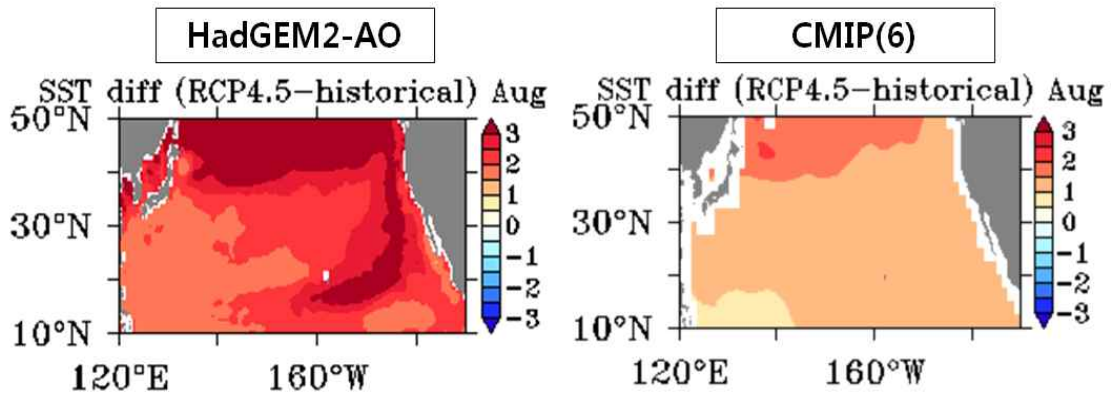 HadGEM2-AO
SST diff (RCP4.5-historical) Aug
50°N
30°N
10°N
120°E
160°W
3
2
1
0
-1
-2
-3
CMIP(6)
SST diff (RCP4.5-historical) Aug
50°N
30°N
10°N
120°E
160°W
3
2
1
0
-1
-2
-3